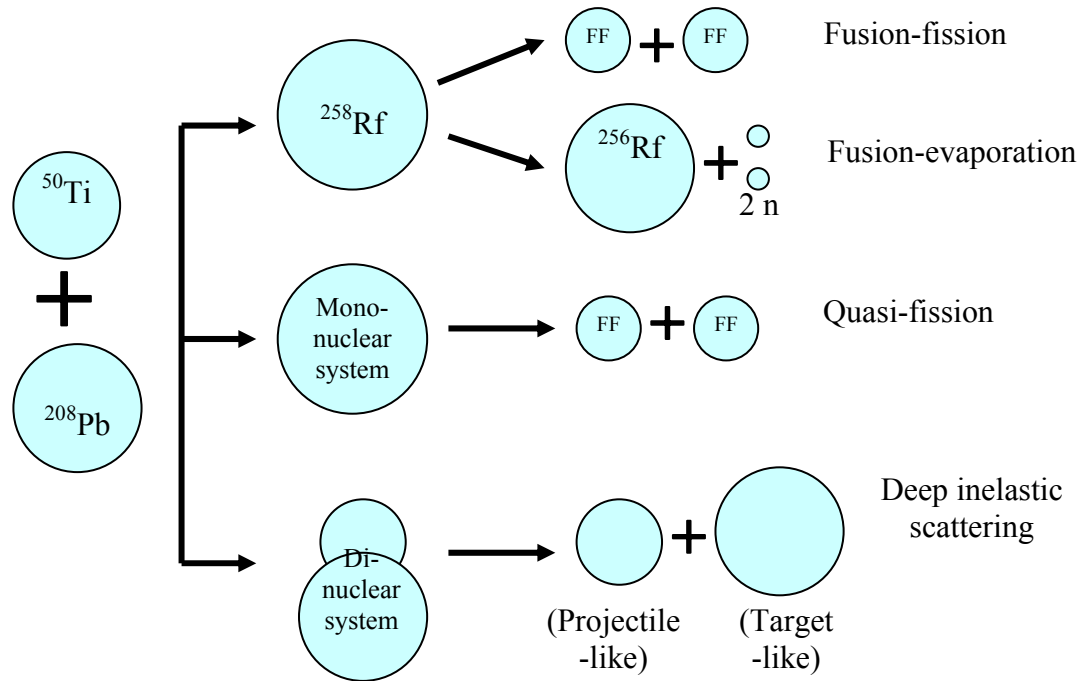 50Ti
+
208Pb
258Rf
FF + FF
Fusion-fission
256Rf +
2 n
Fusion-evaporation
Mono-
nuclear
system
FF + FF
Quasi-fission
Di-
nuclear
system
+
(Projectile
-like)
(Target
-like)
Deep inelastic
scattering